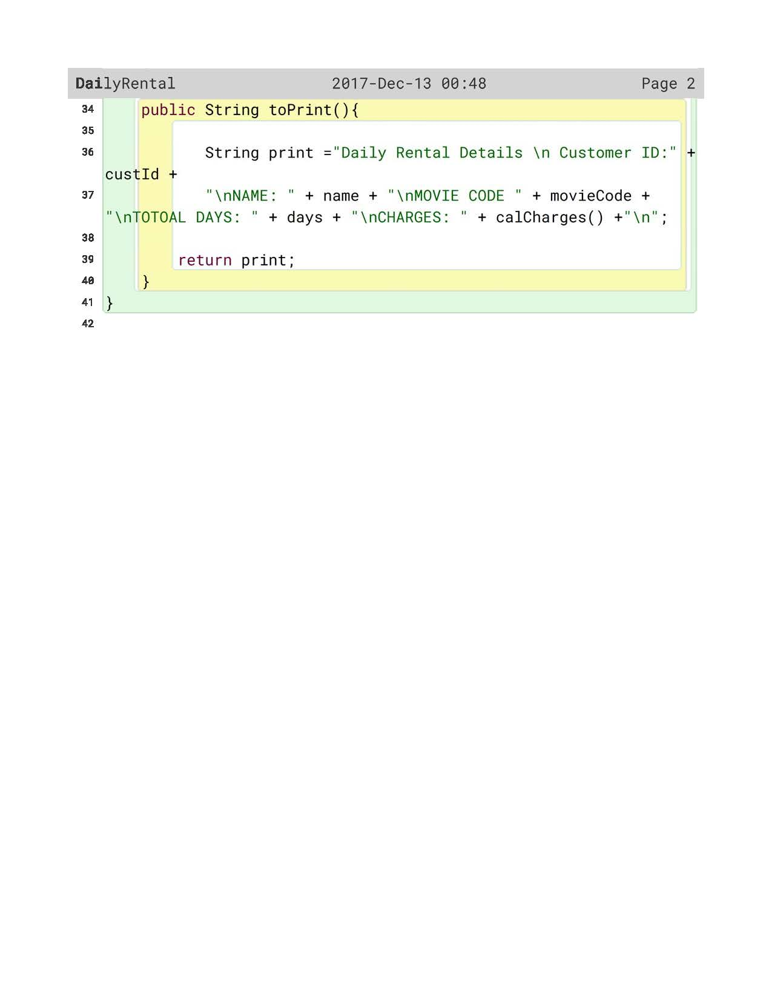 DailyRental 2017-Dec-13 00:48 Page 2
34 public String toPrint(){
35
36 String print ="Daily Rental Details \n Customer ID:" +
custId +
37 "\nNAME: " + name + "\nMOVIE CODE " + movieCode +
"\nTOTOAL DAYS: " + days + "\nCHARGES: " + calCharges() +"\n";
38
39 return print;
40 }
41 }
42